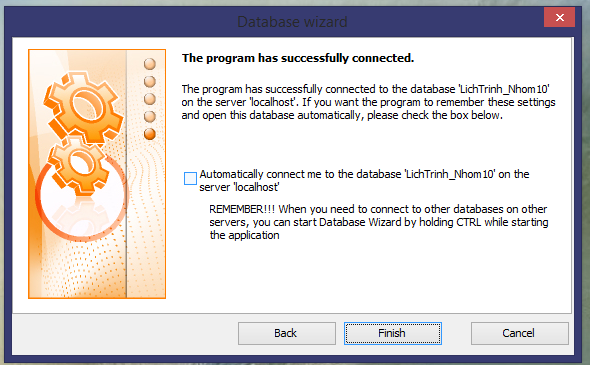 Database wizard
The program has successfully connected.
The program has successfully connected to the database 'LichTrinh_Nhom10'
on the server 'localhost'. If you want the program to remember these settings
and open this database automatically, please check the box below.
Automatically connect me to the database 'LichTrinh_Nhom10' on the
server 'localhost'
REMEMBER!!! When you need to connect to other databases on other
servers, you can start Database Wizard by holding CTRL while starting
the application
Back
Finish
Cancel